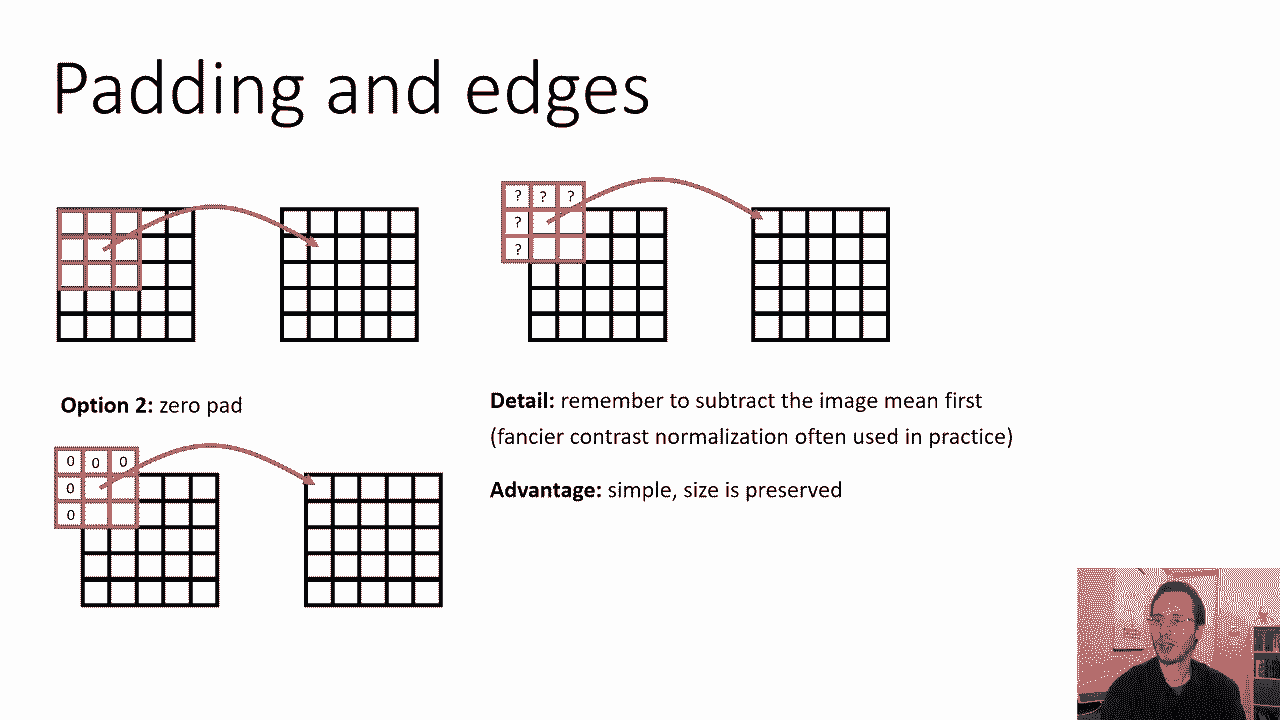 Padding and edges
? ? ?
?
?
Option 2: zero pad
0 0 0
0
0
Detail: remember to subtract the image mean first
(fancier contrast normalization often used in practice)
Advantage: simple, size is preserved